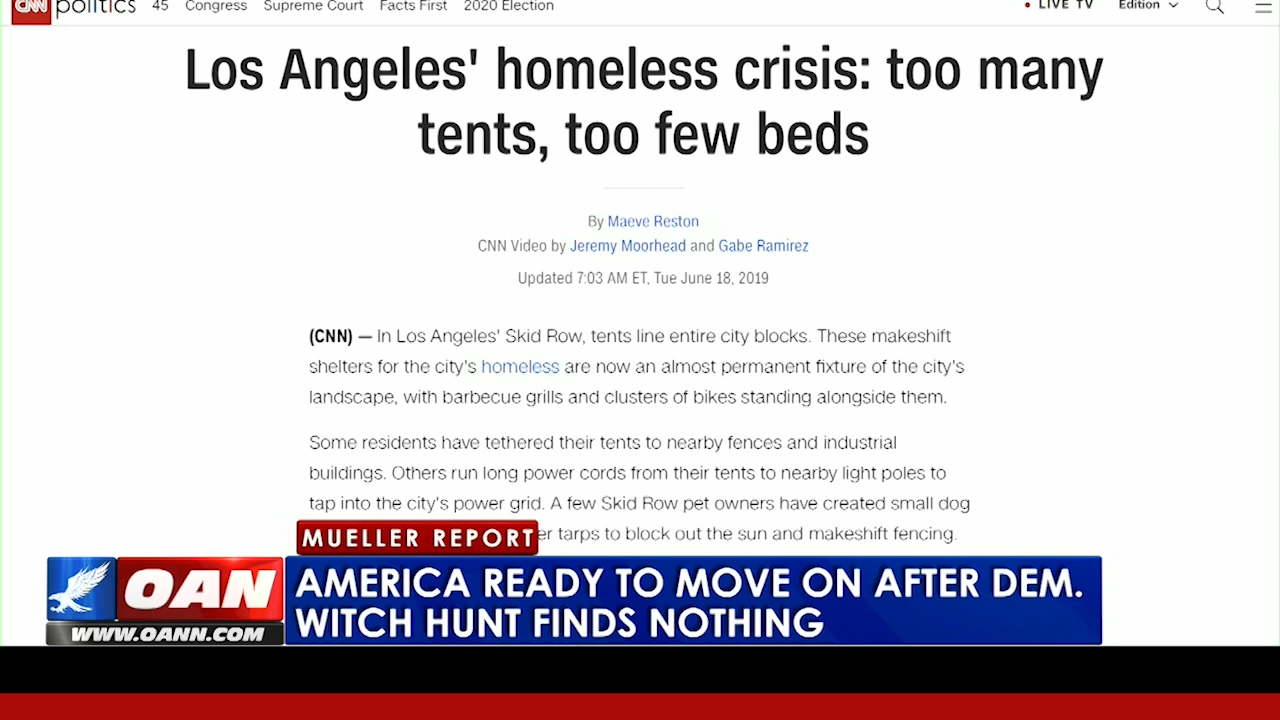 CNN politics 45 Congress Supreme Court Facts First 2020 Election • LIVE TV Edition
Los Angeles' homeless crisis: too many
tents, too few beds
By Maeve Reston
CNN Video by Jeremy Moorhead and Gabe Ramirez
Updated 7:03 AM ET, Tue June 18, 2019
(CNN) — In Los Angeles' Skid Row, tents line entire city blocks. These makeshift
shelters for the city's homeless are now an almost permanent fixture of the city's
landscape, with barbecue grills and clusters of bikes standing alongside them.
Some residents have tethered their tents to nearby fences and industrial
buildings. Others run long power cords from their tents to nearby light poles to
tap into the city's power grid. A few Skid Row pet owners have created small dog
tarps to block out the sun and makeshift fencing.
MUELLER REPORT
OAN
WWW.OANN.COM
AMERICA READY TO MOVE ON AFTER DEM.
WITCH HUNT FINDS NOTHING